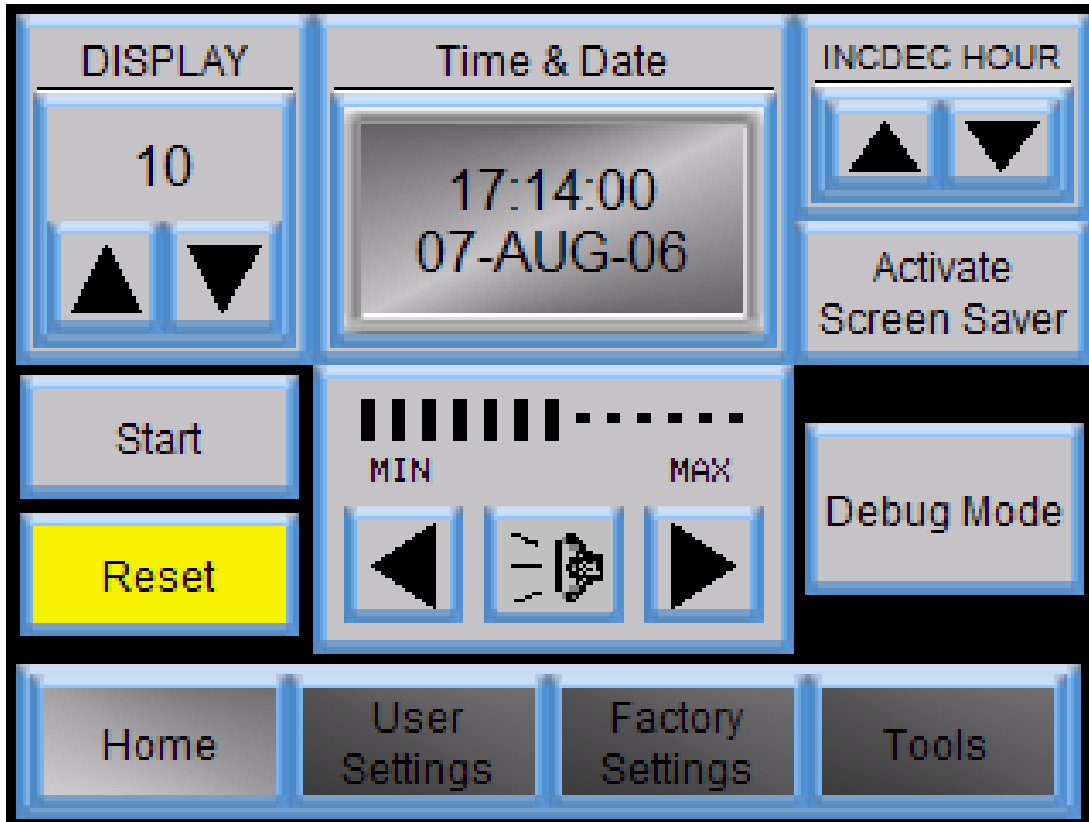 DISPLAY
10
Time & Date
17:14:00
07-AUG-06
INCDEC HOUR
Activate
Screen Saver
Start
Reset
MIN
MAX
Debug Mode
Home
User
Settings
Factory
Settings
Tools